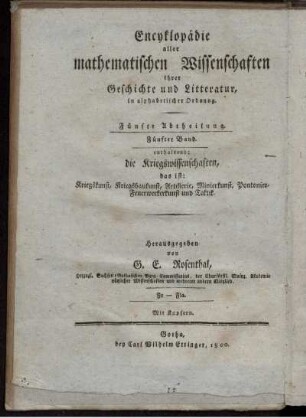 Encyklopädie
aller
mathematischen Wissenschaften
ihrer
Geschichte und Litteratur,
in alphabetischer Ordnung.
Fünfte Abtheilung.
Fünfter Band.
enthaltend:
die Kriegswissenschaften,
das ist:
Kriegskunst, Kriegsbaukunst, Artillerie, Minierkunst, Pontonier-
Feuerwerkerkunst und Taktik.
Herausgegeben
von
G. E. Rosenthal,
Mit Kupfern.
Gotha,
bey Carl Wilhelm Ettinger, 1800.